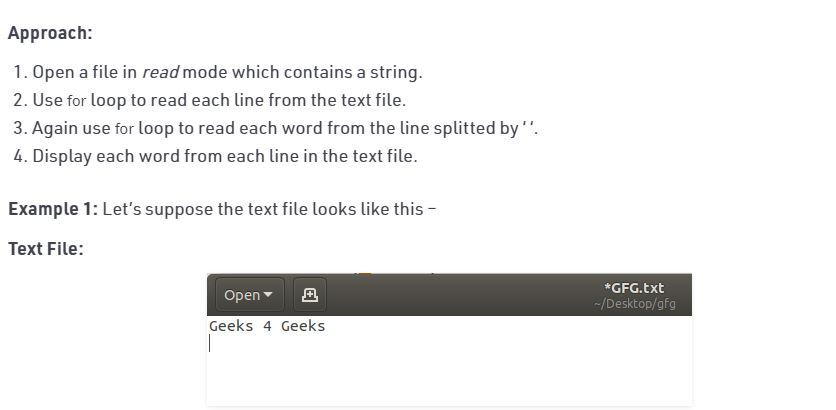 Approach:
1. Open a file in read mode which contains a string.
2. Use for loop to read each line from the text file.
3. Again use for loop to read each word from the line splitted by ‘ ‘.
4. Display each word from each line in the text file.
Example 1: Let’s suppose the text file looks like this –
Text File:
Open
*GFG.txt
~/Desktop/gfg
Geeks 4 Geeks